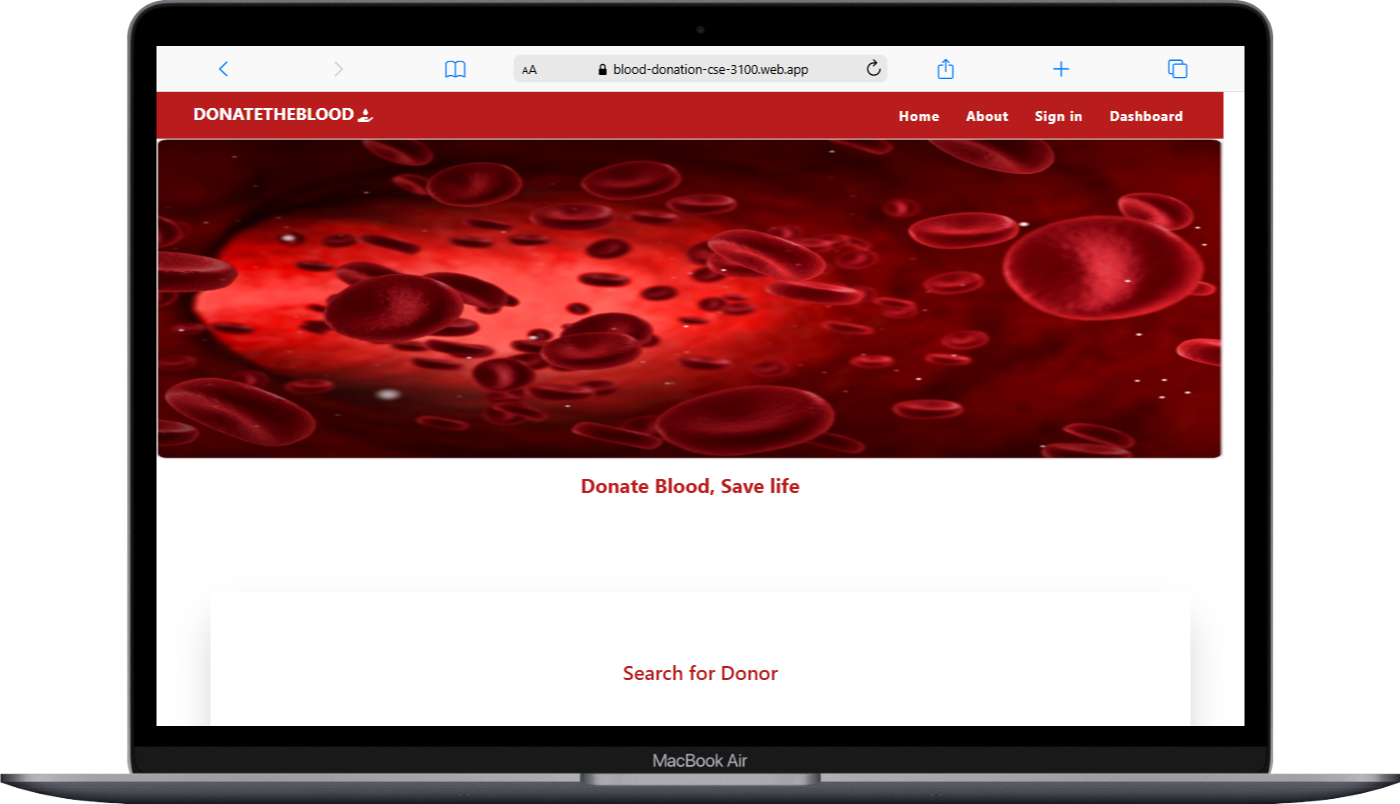 AA blood-donation-cse-3100.web.app
DONATETHEBLOOD Home About Sign in Dashboard
Donate Blood, Save life
Search for Donor
MacBook Air